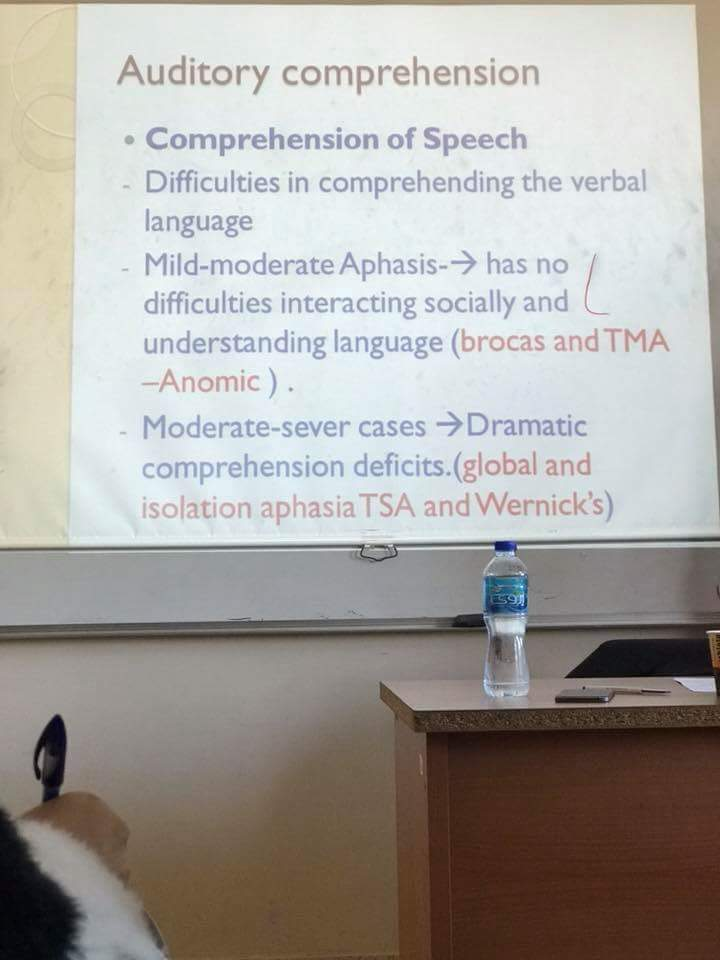 Auditory comprehension
• Comprehension of Speech
- Difficulties in comprehending the verbal
language
- Mild-moderate Aphasis-→ has no
difficulties interacting socially and
understanding language (brocas and TMA
–Anomic ) .
- Moderate-sever cases →Dramatic
comprehension deficits.(global and
isolation aphasia TSA and Wernick's)